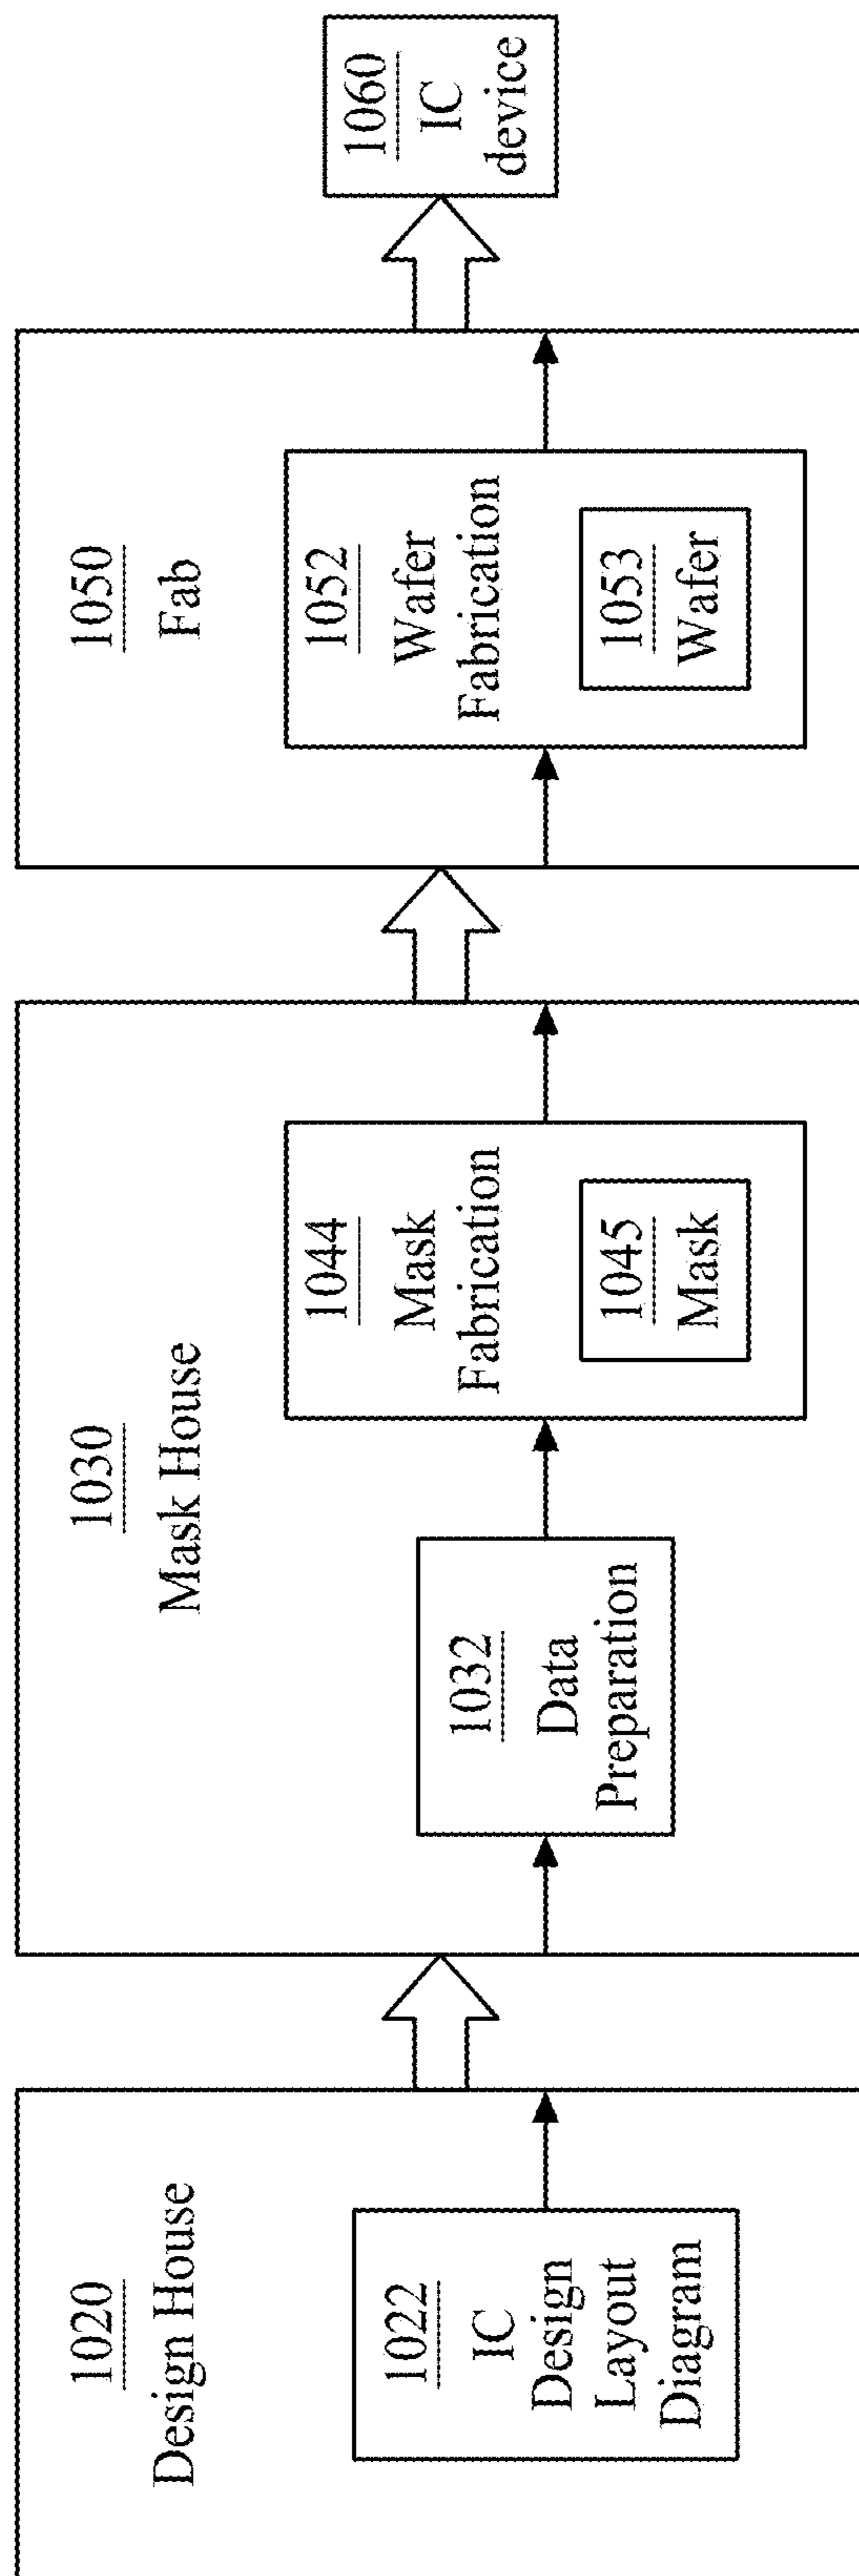 1020
Design House
1022
IC
Design
Layout
Diagram
1030
Mask House
1032
Data
Preparation
1044
Mask
Fabrication
1045
Mask
1050
Fab
1052
Wafer
Fabrication
1053
Wafer
1060
IC
device